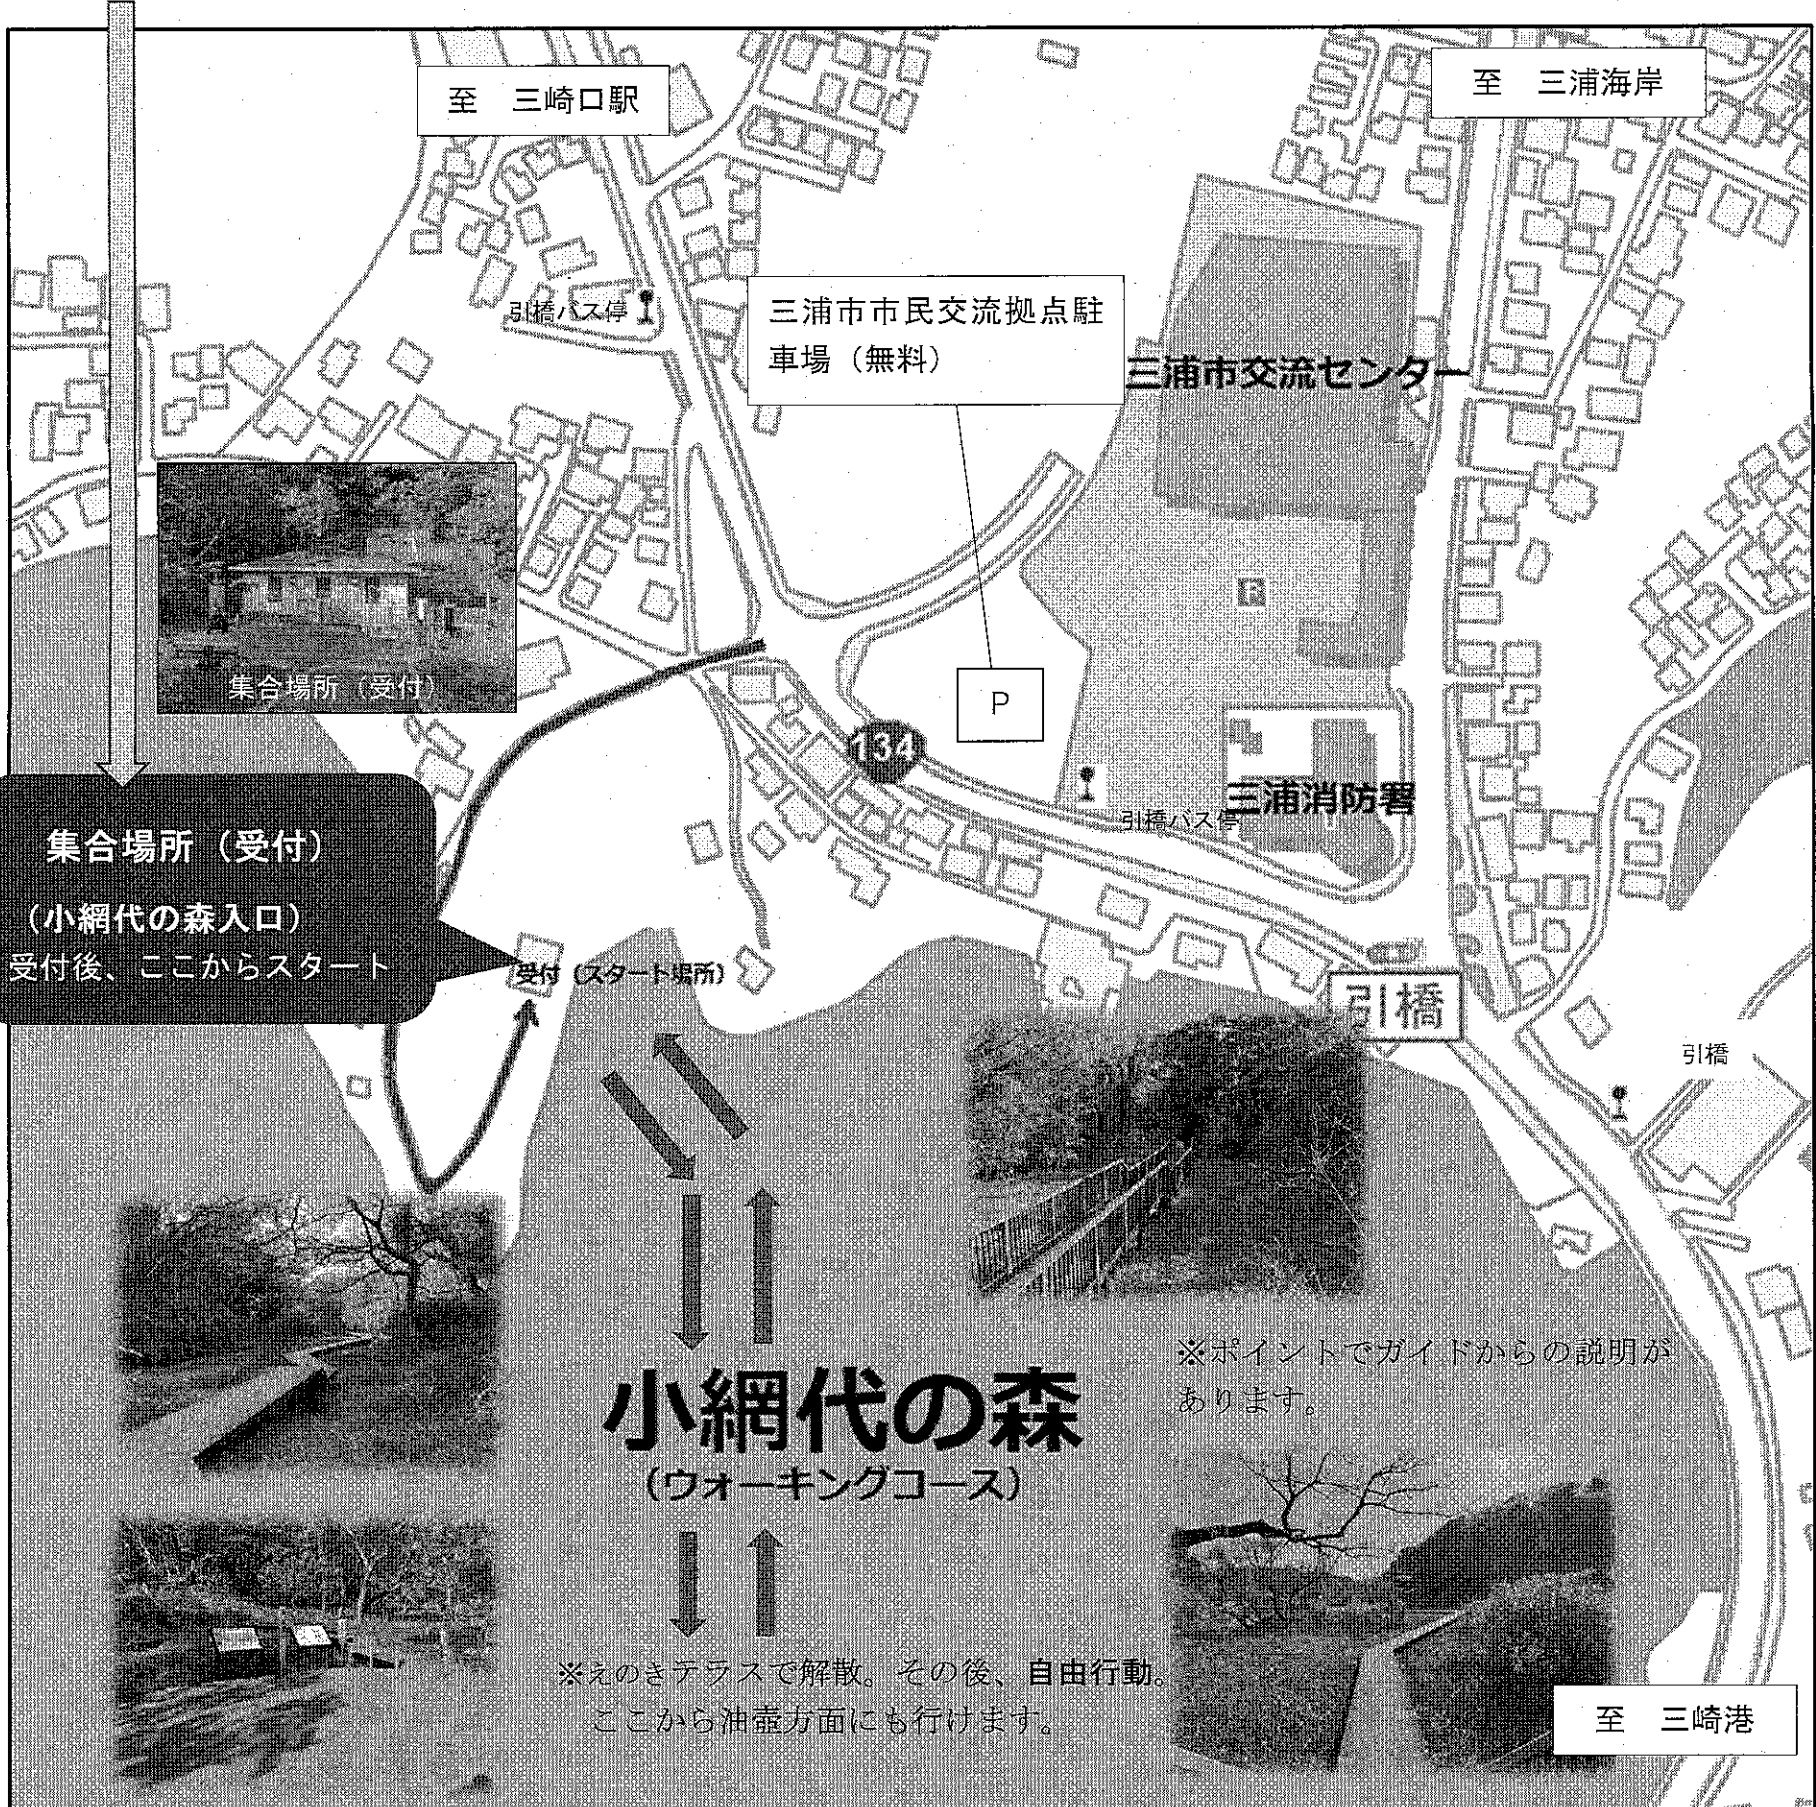 至　三崎口駅
至　三浦海岸
引橋バス停
三浦市市民交流拠点駐
車場（無料）
三浦市交流センター
P
集合場所（受付）
P
134
三浦消防署
引橋バス停
集合場所（受付）
（小網代の森入口）
受付後、ここからスタート
受付（スタート場所）
引橋
引橋
※ポイントでガイドからの説明が
あります。
小網代の森
（ウォーキングコース）
※えのきテラスで解散。その後、自由行動。
ここから油壺方面にも行けます。
至　三崎港